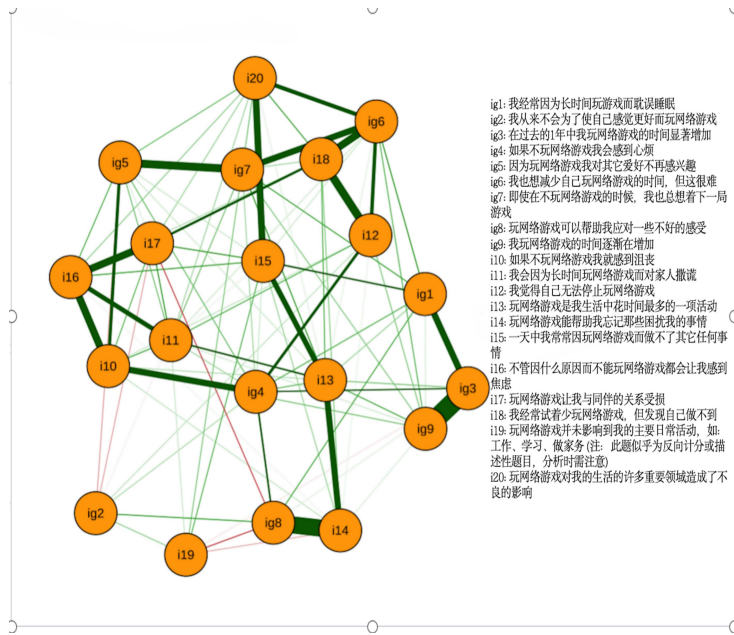 i20
ig6
ig5
ig7
i18
i17
i12
i15
i16
ig1
i11
i10
ig4
i13
ig3
ig9
ig2
ig8
i14
i19
ig1: 我经常因为长时间玩游戏而耽误睡眠
ig2: 我从来不会为了使自己感觉更好而玩网络游戏
ig3: 在过去的1年中我玩网络游戏的时间显著增加
ig4: 如果不玩网络游戏我会感到心烦
ig5: 因为玩网络游戏我对其它爱好不再感兴趣
ig6: 我也想减少自己玩网络游戏的时间，但这很难
ig7: 即使在不玩网络游戏的时候，我也总想着下一局
游戏
ig8: 玩网络游戏可以帮助我应对一些不好的感受
ig9: 我玩网络游戏的时间逐渐在增加
i10: 如果不玩网络游戏我就感到沮丧
i11: 我会因为长时间玩网络游戏而对家人撒谎
i12: 我觉得自己无法停止玩网络游戏
i13: 玩网络游戏是我生活中花时间最多的一项活动
i14: 玩网络游戏能帮助我忘记那些困扰我的事情
i15: 一天中我常常因玩网络游戏而做不了其它任何事
情
i16: 不管因什么原因而不能玩网络游戏都会让我感到
焦虑
i17: 玩网络游戏让我与同伴的关系受损
i18: 我经常试着少玩网络游戏，但发现自己做不到
i19: 玩网络游戏并未影响到我的主要日常活动，如:
工作、学习、做家务 (注：此题似乎为反向计分或描
述性题目，分析时需注意)
i20: 玩网络游戏对我的生活的许多重要领域造成了不
良的影响